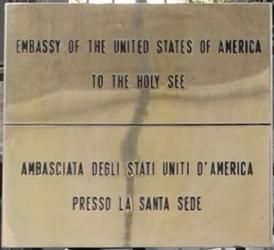 EMBASSY OF THE UNITED STATES OF AMERICA
TO THE HOLY SEE
AMBASCIATA DEGLI STATI UNITI D'AMERICA
PRESSO LA SANTA SEDE